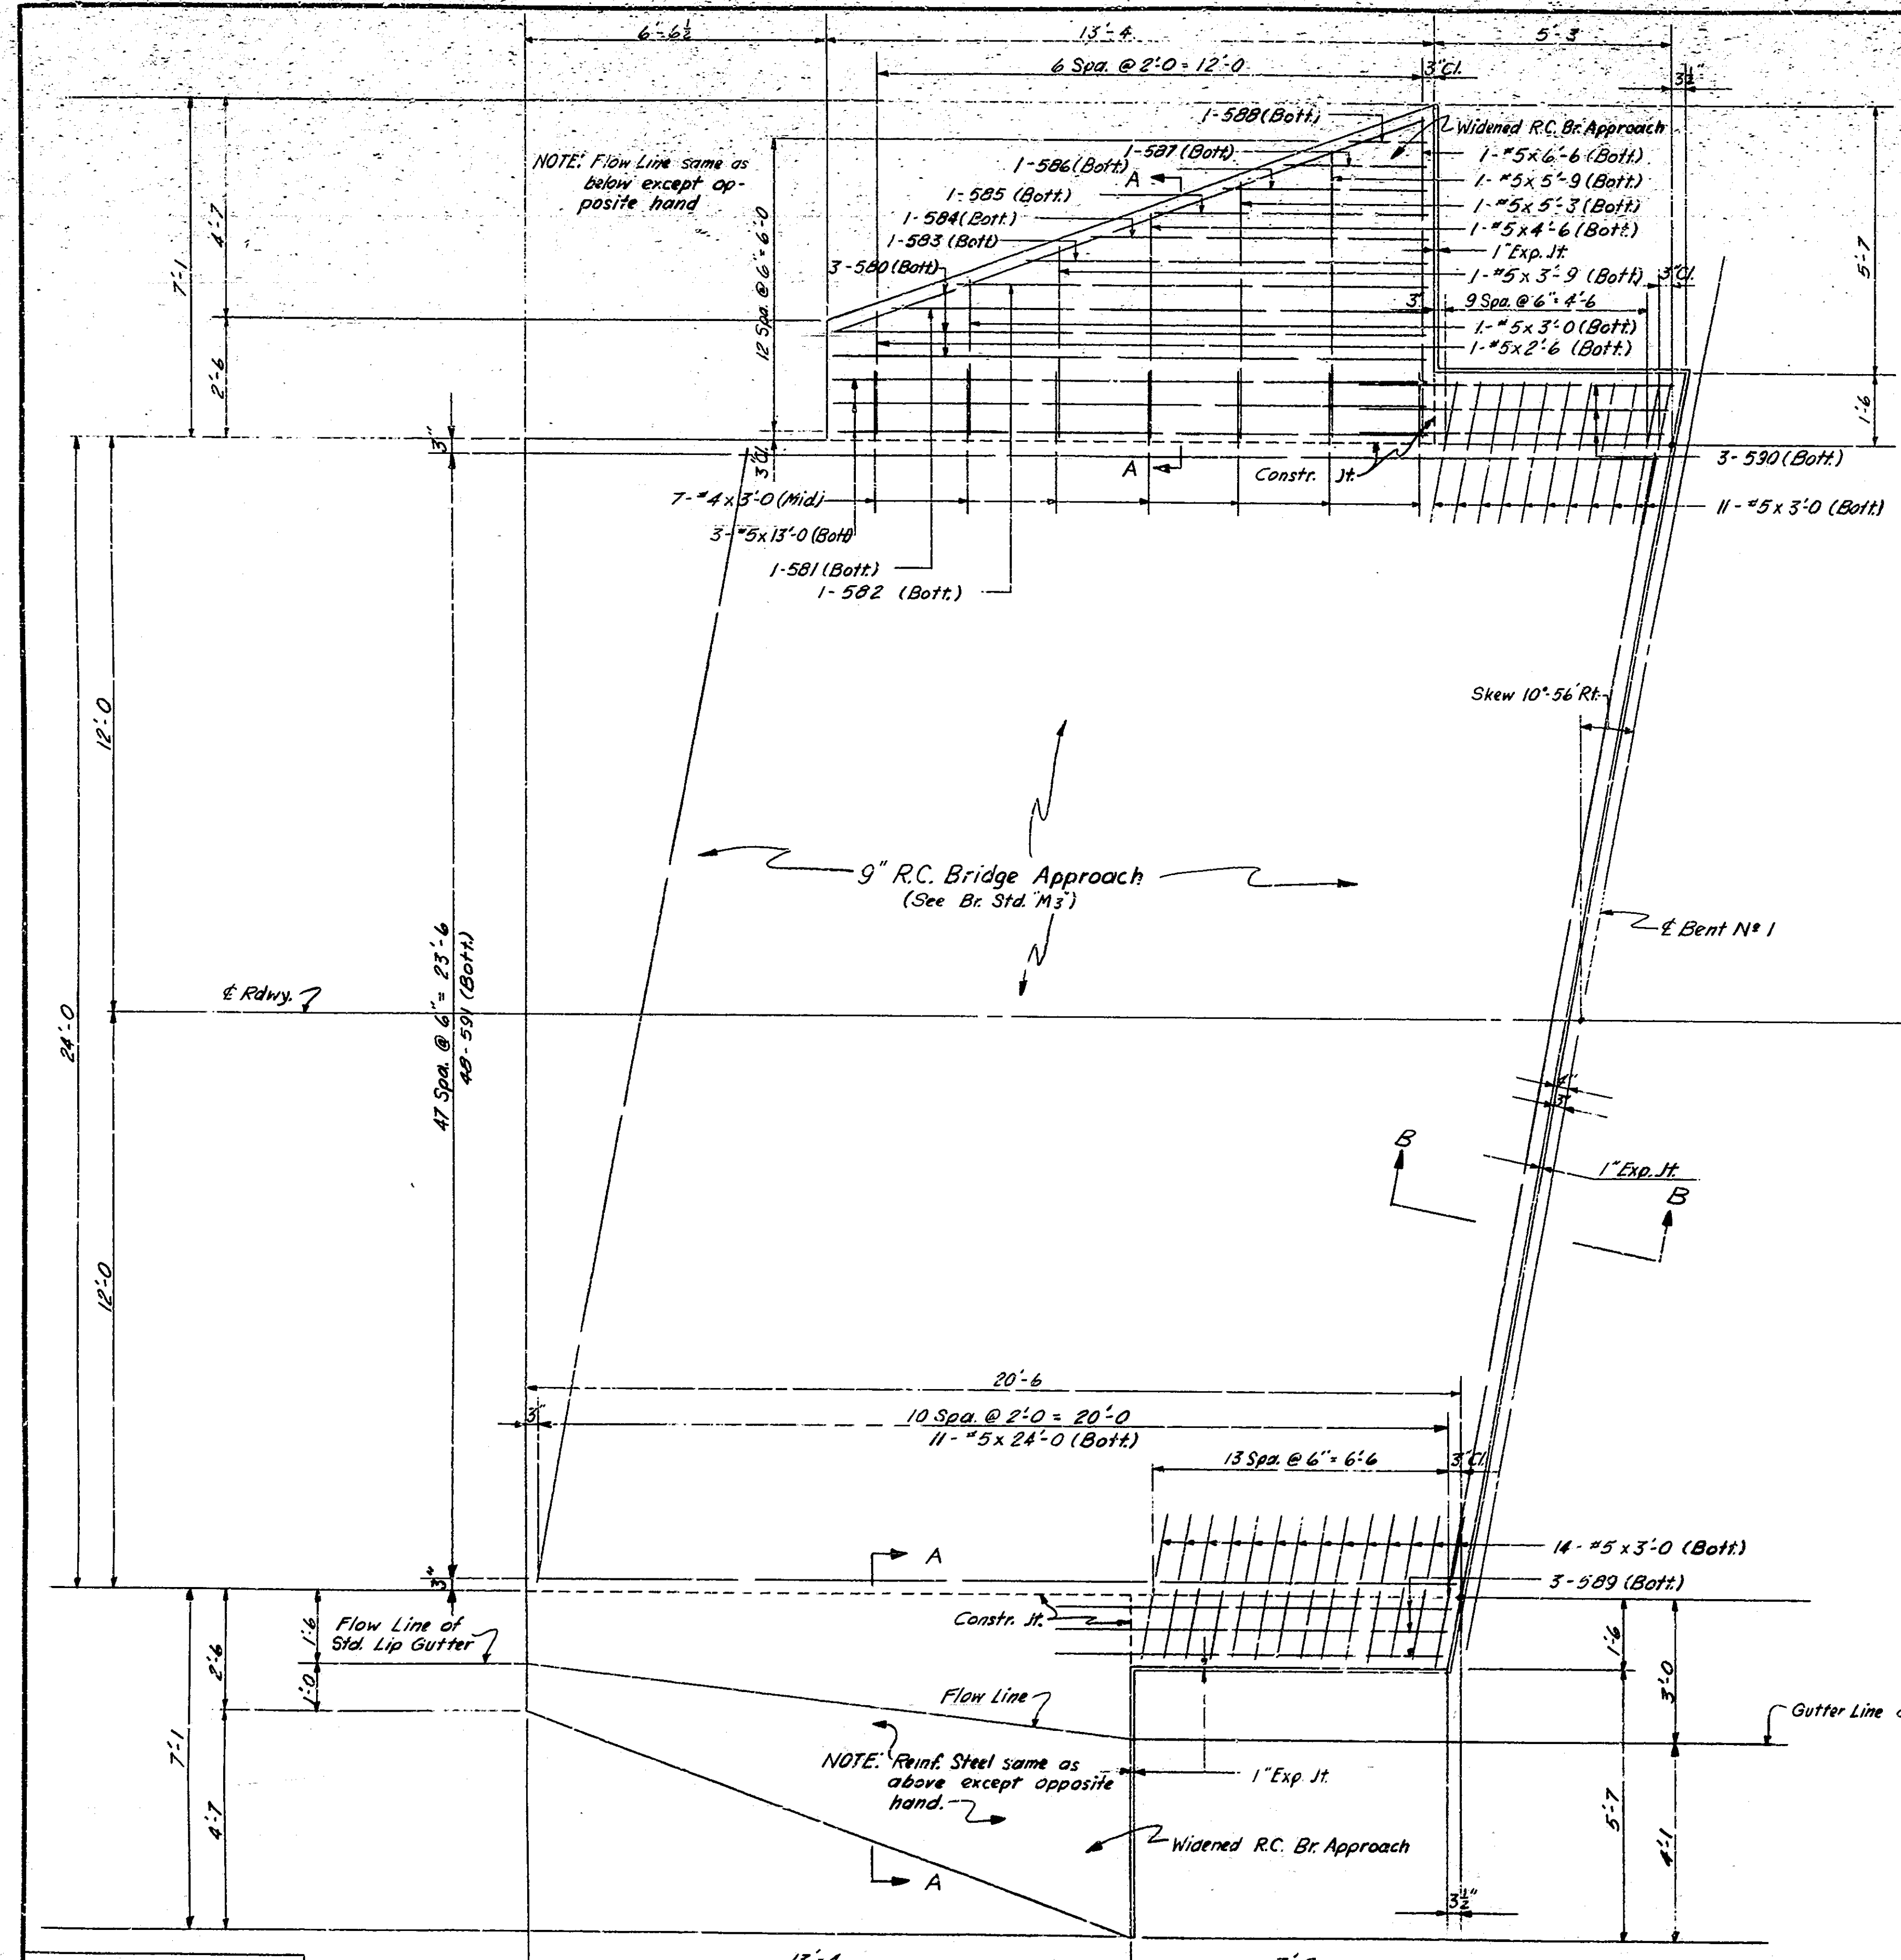 6'-6½
13'-4
5'-3
6 Spa. @ 2'-0 = 12'-0
3" Cl.
3½"
1-588 (Bott.)
Widened R.C. Br. Approach
NOTE: Flow Line same as
below except op-
posite hand
1-587 (Bott.)
1-#5x6'-6 (Bott.)
1-586 (Bott.)
A
1-#5x5'-9 (Bott.)
1-585 (Bott.)
1-#5x5'-3 (Bott.)
1-584 (Bott.)
1-#5x4'-6 (Bott.)
1-583 (Bott.)
1" Exp. Jt.
3-580 (Bott.)
1-#5x3'-9 (Bott.)
3" Cl.
3"
9 Spa. @ 6" = 4'-6
1-#5x3'-0 (Bott.)
1-#5x2'-6 (Bott.)
7'-1
4'-7
2'-6
12 Spa. @ 6" = 6'-0
5'-7
1'-6
3"
3" Cl.
A
Constr. Jt.
3-590 (Bott.)
7-#4x3'-0 (Mid)
11-#5x3'-0 (Bott.)
3-#5x13'-0 (Bott)
1-581 (Bott.)
1-582 (Bott.)
12'-0
Skew 10°-56' Rt.
9" R.C. Bridge Approach
(See Br. Std. "M3")
℄ Bent Nº 1
℄ Rdwy.
24'-0
47 Spa. @ 6" = 23'-6
48-591 (Bott.)
4"
3"
B
1" Exp. Jt.
B
12'-0
20'-6
3"
10 Spa. @ 2'-0 = 20'-0
11-#5x24'-0 (Bott.)
13 Spa. @ 6" = 6'-6
3" Cl.
A
14-#5x3'-0 (Bott.)
3"
3-589 (Bott.)
Constr. Jt.
Flow Line of
Std. Lip Gutter
1'-6
2'-6
1'-0
1'-6
3'-0
Flow Line
Gutter Line
7'-1
4'-7
NOTE: Reinf. Steel same as
above except opposite
hand.
1" Exp. Jt.
5'-7
4'-1
Widened R.C. Br. Approach
A
3½"
13'-4